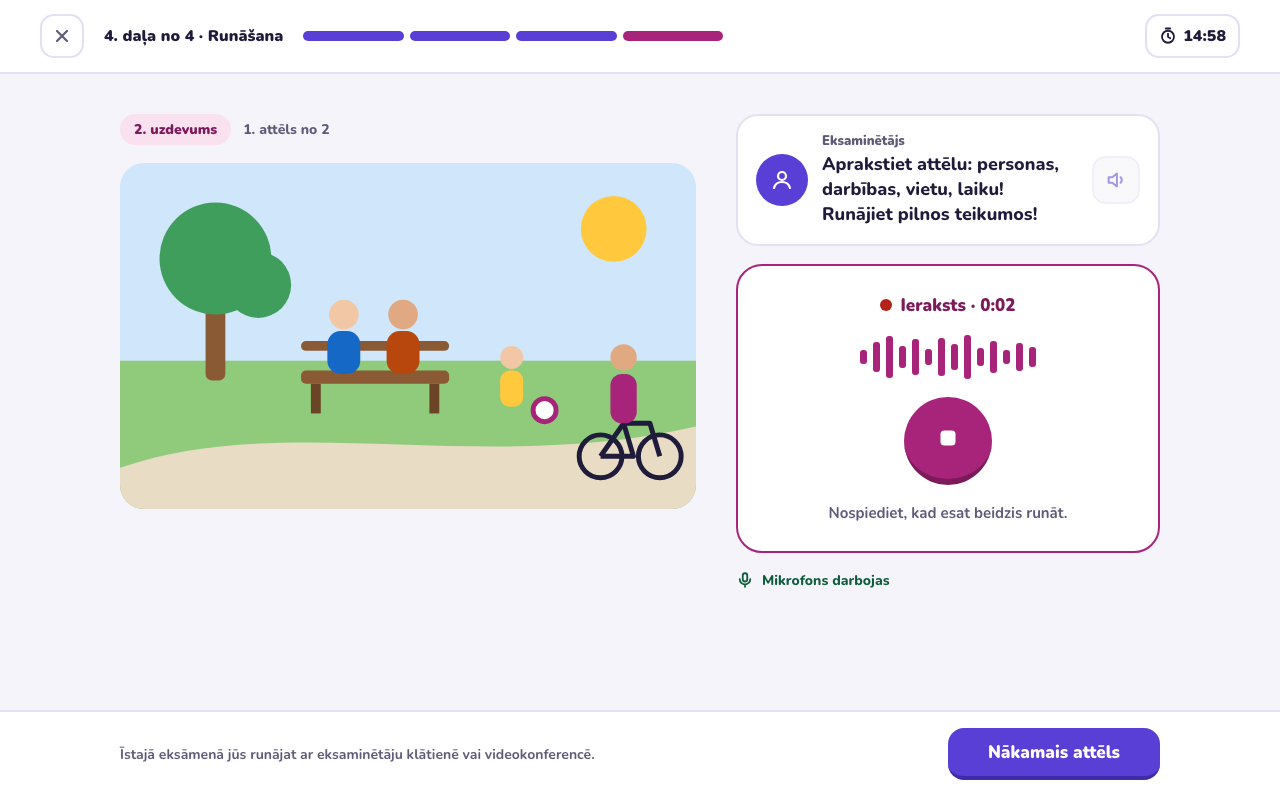 4. daļa no 4 · Runāšana
14:58
2. uzdevums
1. attēls no 2
Eksaminētājs
Aprakstiet attēlu: personas,
darbības, vietu, laiku!
Runājiet pilnos teikumos!
Ieraksts · 0:02
Nospiediet, kad esat beidzis runāt.
Mikrofons darbojas
Īstajā eksāmenā jūs runājat ar eksaminētāju klātienē vai videokonferencē.
Nākamais attēls